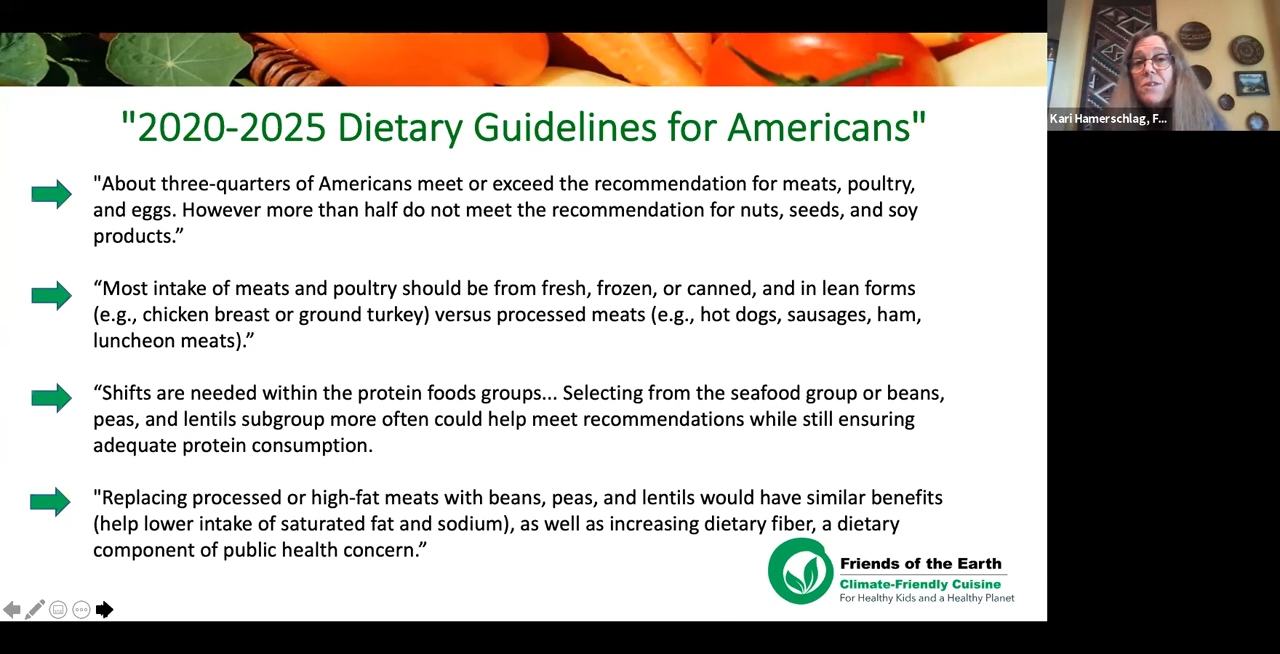 "2020-2025 Dietary Guidelines for Americans"
"About three-quarters of Americans meet or exceed the recommendation for meats, poultry,
and eggs. However more than half do not meet the recommendation for nuts, seeds, and soy
products.”
“Most intake of meats and poultry should be from fresh, frozen, or canned, and in lean forms
(e.g., chicken breast or ground turkey) versus processed meats (e.g., hot dogs, sausages, ham,
luncheon meats).”
“Shifts are needed within the protein foods groups... Selecting from the seafood group or beans,
peas, and lentils subgroup more often could help meet recommendations while still ensuring
adequate protein consumption.
"Replacing processed or high-fat meats with beans, peas, and lentils would have similar benefits
(help lower intake of saturated fat and sodium), as well as increasing dietary fiber, a dietary
component of public health concern.”
Friends of the Earth
Climate-Friendly Cuisine
For Healthy Kids and a Healthy Planet
Kari Hamerschlag, F...